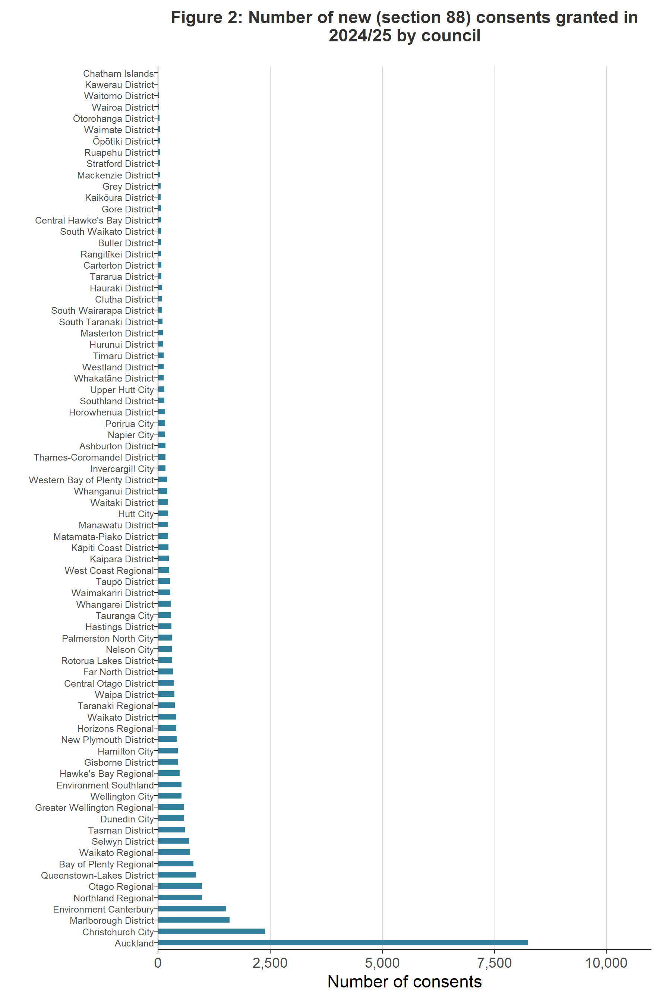 Figure 2: Number of new (section 88) consents granted in
2024/25 by council
Chatham Islands
Kawerau District
Waitomo District
Wairoa District
Ōtorohanga District
Waimate District
Ōpōtiki District
Ruapehu District
Stratford District
Mackenzie District
Grey District
Kaikōura District
Gore District
Central Hawke's Bay District
South Waikato District
Buller District
Rangitīkei District
Carterton District
Tararua District
Hauraki District
Clutha District
South Wairarapa District
South Taranaki District
Masterton District
Hurunui District
Timaru District
Westland District
Whakatāne District
Upper Hutt City
Southland District
Horowhenua District
Porirua City
Napier City
Ashburton District
Thames-Coromandel District
Invercargill City
Western Bay of Plenty District
Whanganui District
Waitaki District
Hutt City
Manawatu District
Matamata-Piako District
Kāpiti Coast District
Kaipara District
West Coast Regional
Taupō District
Waimakariri District
Whangarei District
Tauranga City
Hastings District
Palmerston North City
Nelson City
Rotorua Lakes District
Far North District
Central Otago District
Waipa District
Taranaki Regional
Waikato District
Horizons Regional
New Plymouth District
Hamilton City
Gisborne District
Hawke's Bay Regional
Environment Southland
Wellington City
Greater Wellington Regional
Dunedin City
Tasman District
Selwyn District
Waikato Regional
Bay of Plenty Regional
Queenstown-Lakes District
Otago Regional
Northland Regional
Environment Canterbury
Marlborough District
Christchurch City
Auckland
0 2,500 5,000 7,500 10,000
Number of consents